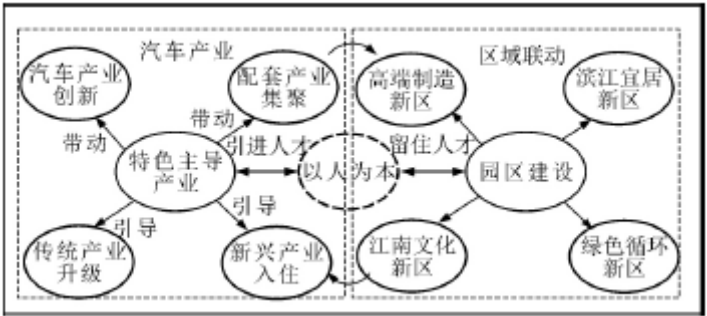 汽车产业
区域联动
汽车产业
创新
配套产业
集聚
高端制造
新区
滨江宜居
新区
带动
带动
引进人才
留住人才
特色主导
产业
以人为本
园区建设
引导
引导
传统产业
升级
新兴产业
入住
江南文化
新区
绿色循环
新区